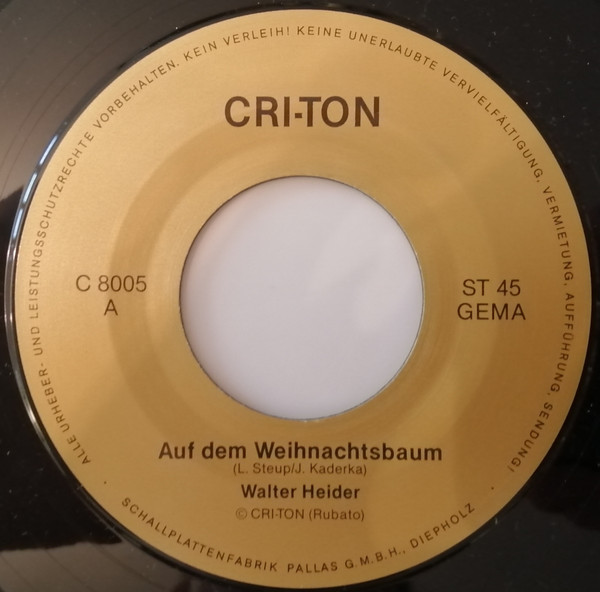 ALLE URHEBER- UND LEISTUNGSSCHUTZRECHTE VORBEHALTEN. KEIN VERLEIH! KEINE UNERLAUBTE VERVIELFÄLTIGUNG, VERMIETUNG, AUFFÜHRUNG, SENDUNG!
CRI-TON
C 8005
A
ST 45
GEMA
Auf dem Weihnachtsbaum
(L. Steup/J. Kaderka)
Walter Heider
© CRI-TON (Rubato)
· SCHALLPLATTENFABRIK PALLAS G M.B.H., DIEPHOLZ ·